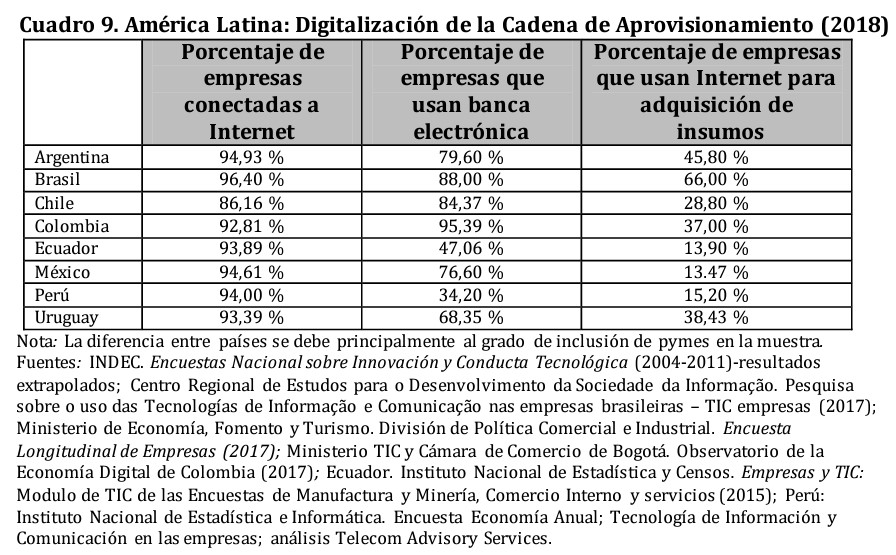 Cuadro 9. América Latina: Digitalización de la Cadena de Aprovisionamiento (2018)
Porcentaje de empresas conectadas a Internet | Porcentaje de empresas que usan banca electrónica | Porcentaje de empresas que usan Internet para adquisición de insumos
Argentina 94,93 % 79,60 % 45,80 %
Brasil 96,40 % 88,00 % 66,00 %
Chile 86,16 % 84,37 % 28,80 %
Colombia 92,81 % 95,39 % 37,00 %
Ecuador 93,89 % 47,06 % 13,90 %
México 94,61 % 76,60 % 13.47 %
Perú 94,00 % 34,20 % 15,20 %
Uruguay 93,39 % 68,35 % 38,43 %
Nota: La diferencia entre países se debe principalmente al grado de inclusión de pymes en la muestra.
Fuentes: INDEC. Encuestas Nacional sobre Innovación y Conducta Tecnológica (2004-2011)-resultados
extrapolados; Centro Regional de Estudos para o Desenvolvimento da Sociedade da Informação. Pesquisa
sobre o uso das Tecnologías de Informação e Comunicação nas empresas brasileiras – TIC empresas (2017);
Ministerio de Economía, Fomento y Turismo. División de Política Comercial e Industrial. Encuesta
Longitudinal de Empresas (2017); Ministerio TIC y Cámara de Comercio de Bogotá. Observatorio de la
Economía Digital de Colombia (2017); Ecuador. Instituto Nacional de Estadística y Censos. Empresas y TIC:
Modulo de TIC de las Encuestas de Manufactura y Minería, Comercio Interno y servicios (2015); Perú:
Instituto Nacional de Estadística e Informática. Encuesta Economía Anual; Tecnología de Información y
Comunicación en las empresas; análisis Telecom Advisory Services.